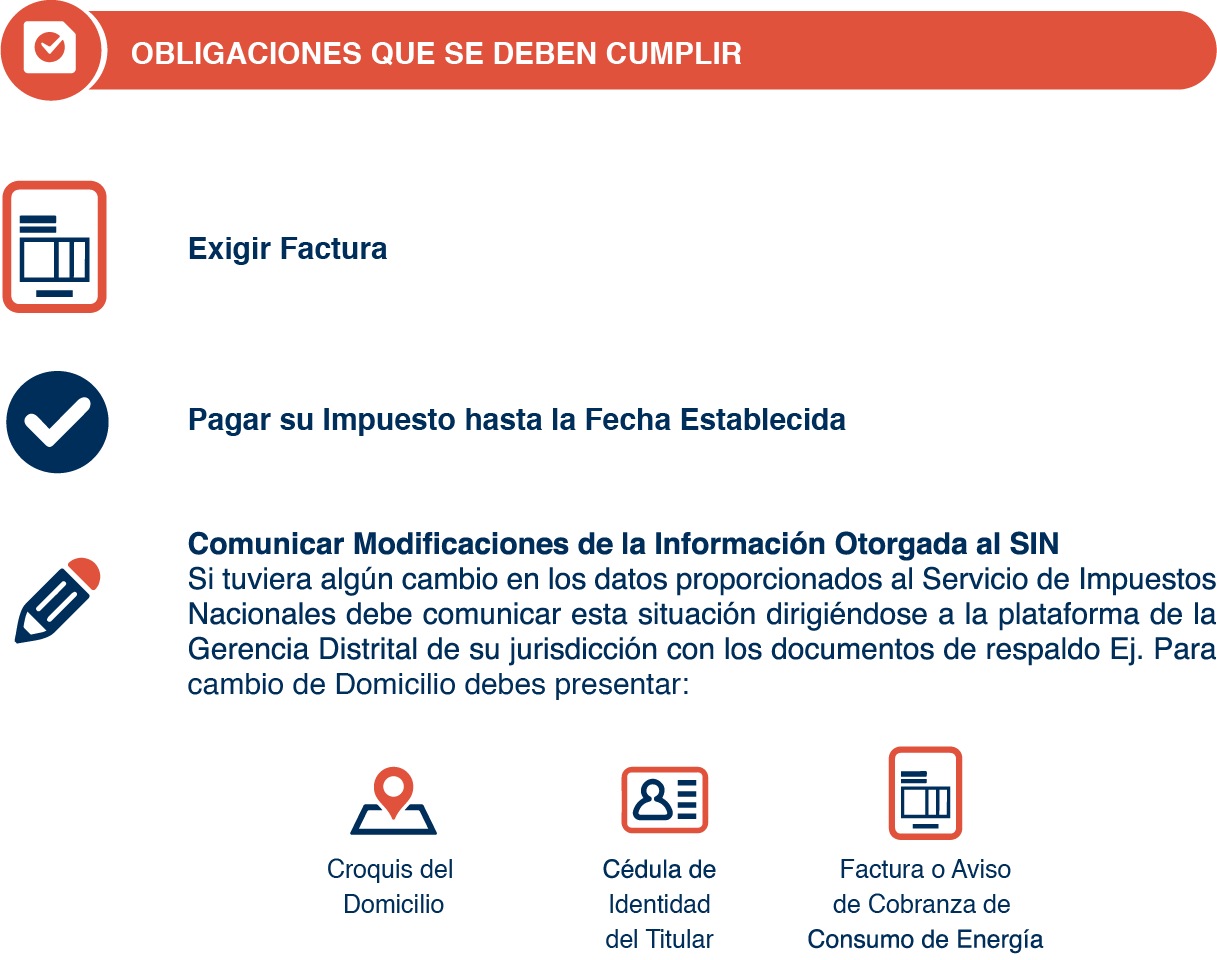 OBLIGACIONES QUE SE DEBEN CUMPLIR
Exigir Factura
Pagar su Impuesto hasta la Fecha Establecida
Comunicar Modificaciones de la Información Otorgada al SIN
Si tuviera algún cambio en los datos proporcionados al Servicio de Impuestos
Nacionales debe comunicar esta situación dirigiéndose a la plataforma de la
Gerencia Distrital de su jurisdicción con los documentos de respaldo Ej. Para
cambio de Domicilio debes presentar:
Croquis del
Domicilio
Cédula de
Identidad
del Titular
Factura o Aviso
de Cobranza de
Consumo de Energía